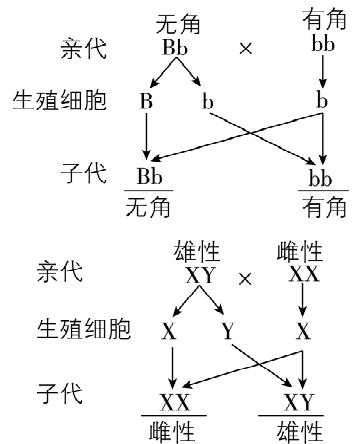 无角 有角
亲代 Bb × bb
生殖细胞 B b b
子代 Bb bb
无角 有角
雄性 雌性
亲代 XY × XX
生殖细胞 X Y X
子代 XX XY
雌性 雄性